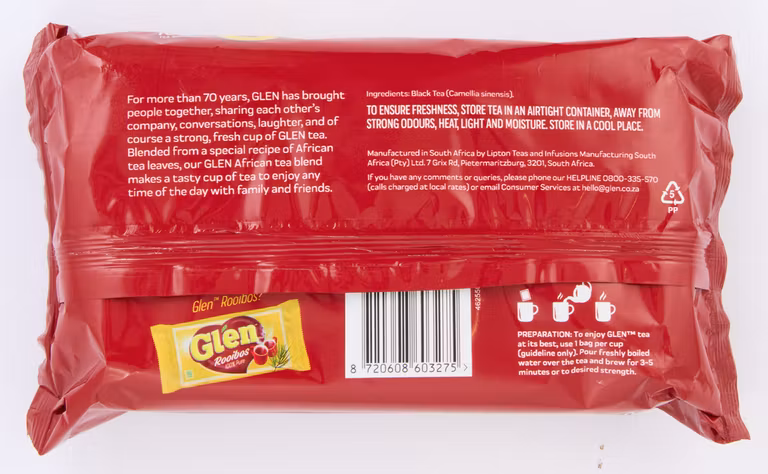 For more than 70 years, GLEN has brought
people together, sharing each other's
company, conversations, laughter, and of
course a strong, fresh cup of GLEN tea.
Blended from a special recipe of African
tea leaves, our GLEN African tea blend
makes a tasty cup of tea to enjoy any
time of the day with family and friends.
Ingredients: Black Tea (Camellia sinensis).
TO ENSURE FRESHNESS, STORE TEA IN AN AIRTIGHT CONTAINER, AWAY FROM
STRONG ODOURS, HEAT, LIGHT AND MOISTURE. STORE IN A COOL PLACE.
Manufactured in South Africa by Lipton Teas and Infusions Manufacturing South
Africa (Pty) Ltd. 7 Grix Rd, Pietermaritzburg, 3201, South Africa.
If you have any comments or queries, please phone our HELPLINE 0800-335-570
(calls charged at local rates) or email Consumer Services at hello@glen.co.za
5
PP
Glen™ Rooibos?
Glen
Rooibos
100% Pure
8 720608 603275 >
PREPARATION: To enjoy GLEN™ tea
at its best, use 1 bag per cup
(guideline only). Pour freshly boiled
water over the tea and brew for 3-5
minutes or to desired strength.